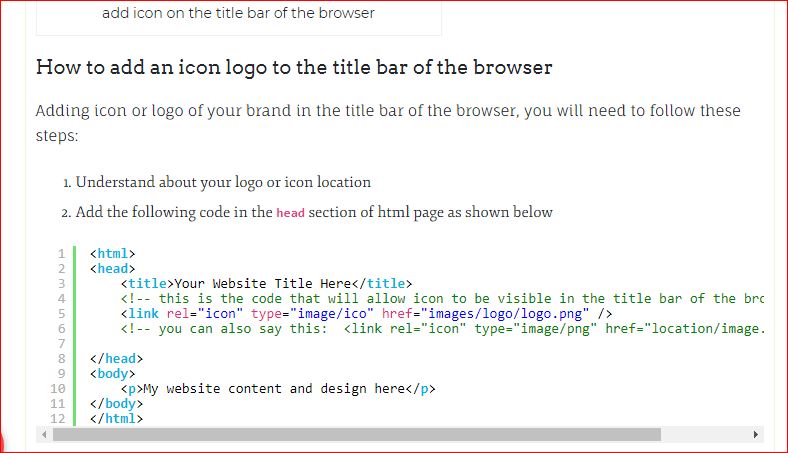 add icon on the title bar of the browser
How to add an icon logo to the title bar of the browser
Adding icon or logo of your brand in the title bar of the browser, you will need to follow these
steps:
1. Understand about your logo or icon location
2. Add the following code in the head section of html page as shown below
1 <html>
2 <head>
3 <title>Your Website Title Here</title>
4 <!-- this is the code that will allow icon to be visible in the title bar of the
5 <link rel="icon" type="image/ico" href="images/logo/logo.png" />
6 <!-- you can also say this: <link rel="icon" type="image/png" href="location/image.
7
8 </head>
9 <body>
10 <p>My website content and design here</p>
11 </body>
12 </html>